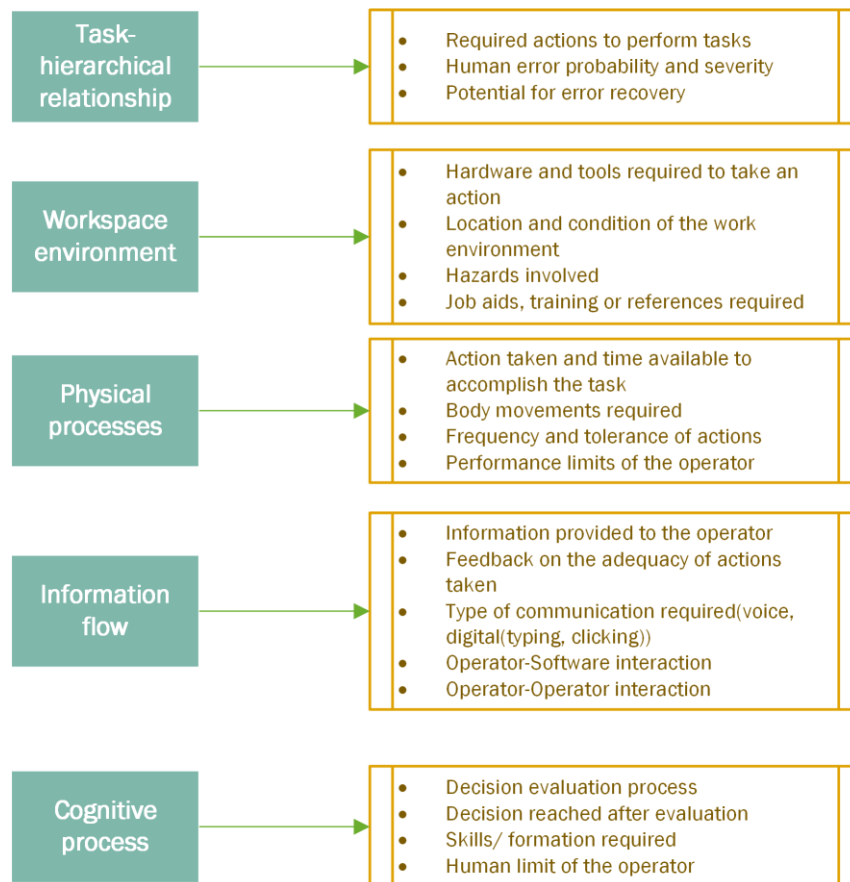 Task-
hierarchical
relationship
● Required actions to perform tasks
● Human error probability and severity
● Potential for error recovery
Workspace
environment
● Hardware and tools required to take an
action
● Location and condition of the work
environment
● Hazards involved
● Job aids, training or references required
Physical
processes
● Action taken and time available to
accomplish the task
● Body movements required
● Frequency and tolerance of actions
● Performance limits of the operator
Information
flow
● Information provided to the operator
● Feedback on the adequacy of actions
taken
● Type of communication required(voice,
digital(typing, clicking))
● Operator-Software interaction
● Operator-Operator interaction
Cognitive
process
● Decision evaluation process
● Decision reached after evaluation
● Skills/ formation required
● Human limit of the operator